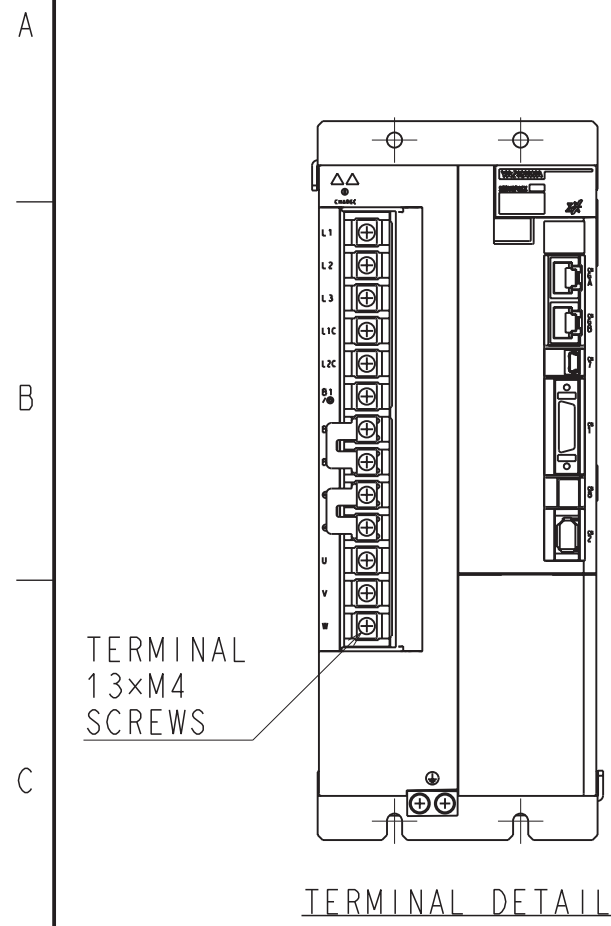 A
CHARGE
L1
L2
L3
L1C
L2C
B1
B
U
V
W
TERMINAL
13×M4
SCREWS
C
TERMINAL DETAIL